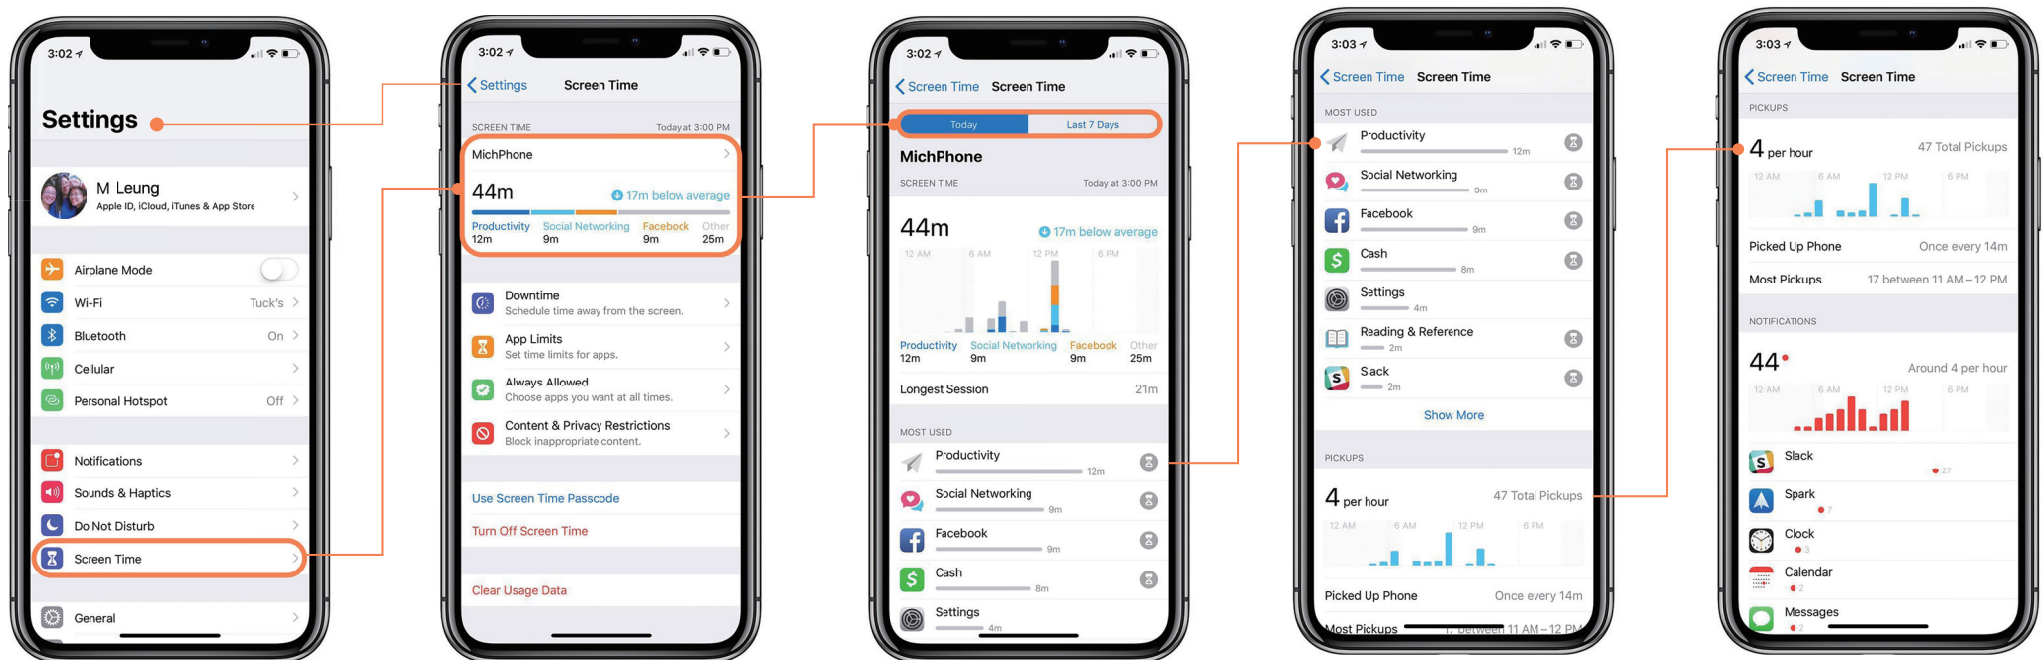 3:02
Settings
M Leung
Apple ID, iCloud, iTunes & App Store
Airplane Mode
Wi-Fi Tuck's
Bluetooth On
Cellular
Personal Hotspot Off
Notifications
Sounds & Haptics
Do Not Disturb
Screen Time
General
3:02
Settings Screen Time
SCREEN TIME Today at 3:00 PM
MichPhone
44m 17m below average
Productivity Social Networking Facebook Other
12m 9m 9m 25m
Downtime
Schedule time away from the screen.
App Limits
Set time limits for apps.
Always Allowed
Choose apps you want at all times.
Content & Privacy Restrictions
Block inappropriate content.
Use Screen Time Passcode
Turn Off Screen Time
Clear Usage Data
3:02
Screen Time Screen Time
Today Last 7 Days
MichPhone
SCREEN TIME Today at 3:00 PM
44m 17m below average
12 AM 6 AM 12 PM 6 PM
Productivity Social Networking Facebook Other
12m 9m 9m 25m
Longest Session 21m
MOST USED
Productivity
12m
Social Networking
9m
Facebook
9m
Cash
8m
Settings
4m
3:03
Screen Time Screen Time
MOST USED
Productivity
12m
Social Networking
9m
Facebook
9m
Cash
8m
Settings
4m
Reading & Reference
2m
Slack
2m
Show More
PICKUPS
4 per hour 47 Total Pickups
12 AM 6 AM 12 PM 6 PM
Picked Up Phone Once every 14m
Most Pickups between 11 AM – 12 PM
3:03
Screen Time Screen Time
PICKUPS
4 per hour 47 Total Pickups
12 AM 6 AM 12 PM 6 PM
Picked Up Phone Once every 14m
Most Pickups 17 between 11 AM – 12 PM
NOTIFICATIONS
44
Around 4 per hour
12 AM 6 AM 12 PM 6 PM
Slack
27
Spark
7
Clock
3
Calendar
2
Messages
2